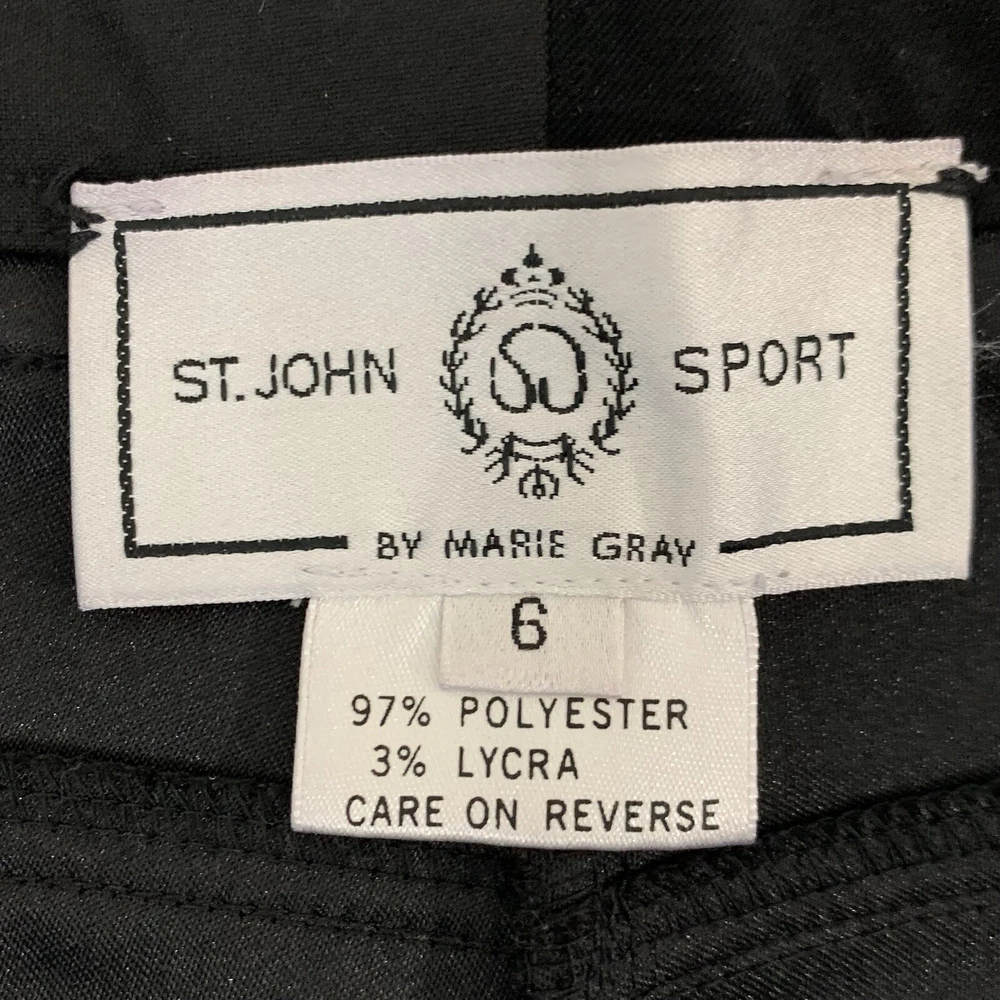 ST. JOHN SPORT
BY MARIE GRAY
6
97% POLYESTER
3% LYCRA
CARE ON REVERSE